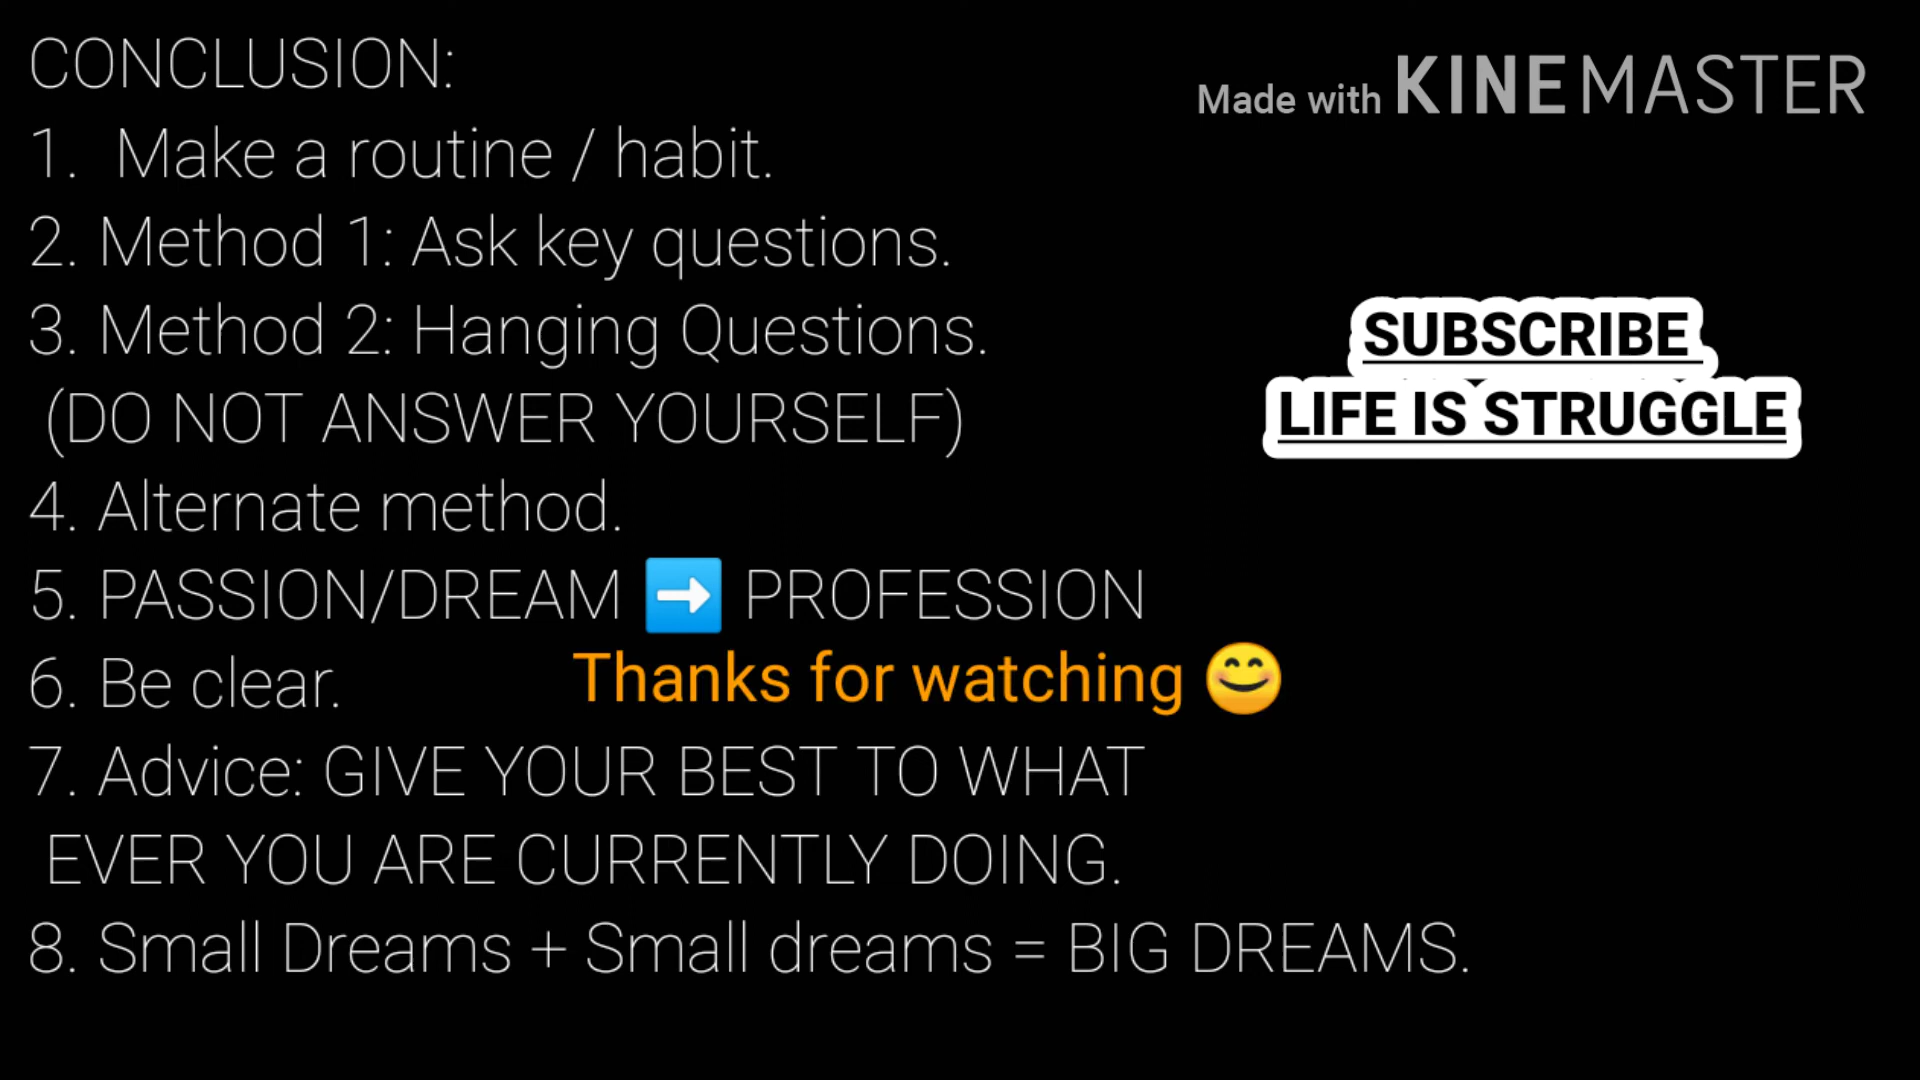 CONCLUSION:
Made with KINEMASTER
1. Make a routine / habit.
2. Method 1: Ask key questions.
3. Method 2: Hanging Questions.
(DO NOT ANSWER YOURSELF)
SUBSCRIBE
LIFE IS STRUGGLE
4. Alternate method.
5. PASSION/DREAM ➡️ PROFESSION
6. Be clear.
Thanks for watching 😊
7. Advice: GIVE YOUR BEST TO WHAT
EVER YOU ARE CURRENTLY DOING.
8. Small Dreams + Small dreams = BIG DREAMS.